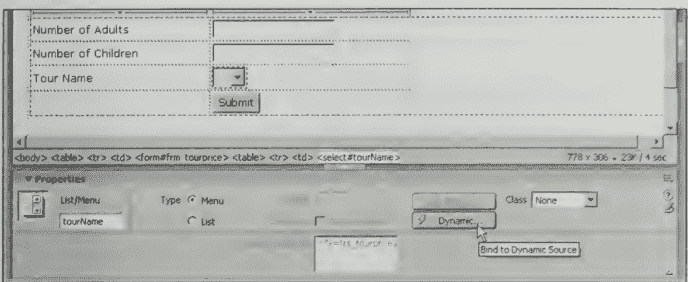 Number of Adults
Number of Children
Tour Name
Submit
<body> <table> <tr> <td> <form#frm_tourprice> <table> <tr> <td> <select#tourName> 778 x 306
Properties
List/Menu Type Menu Class None
tourName List Dynamic...
Bind to Dynamic Source